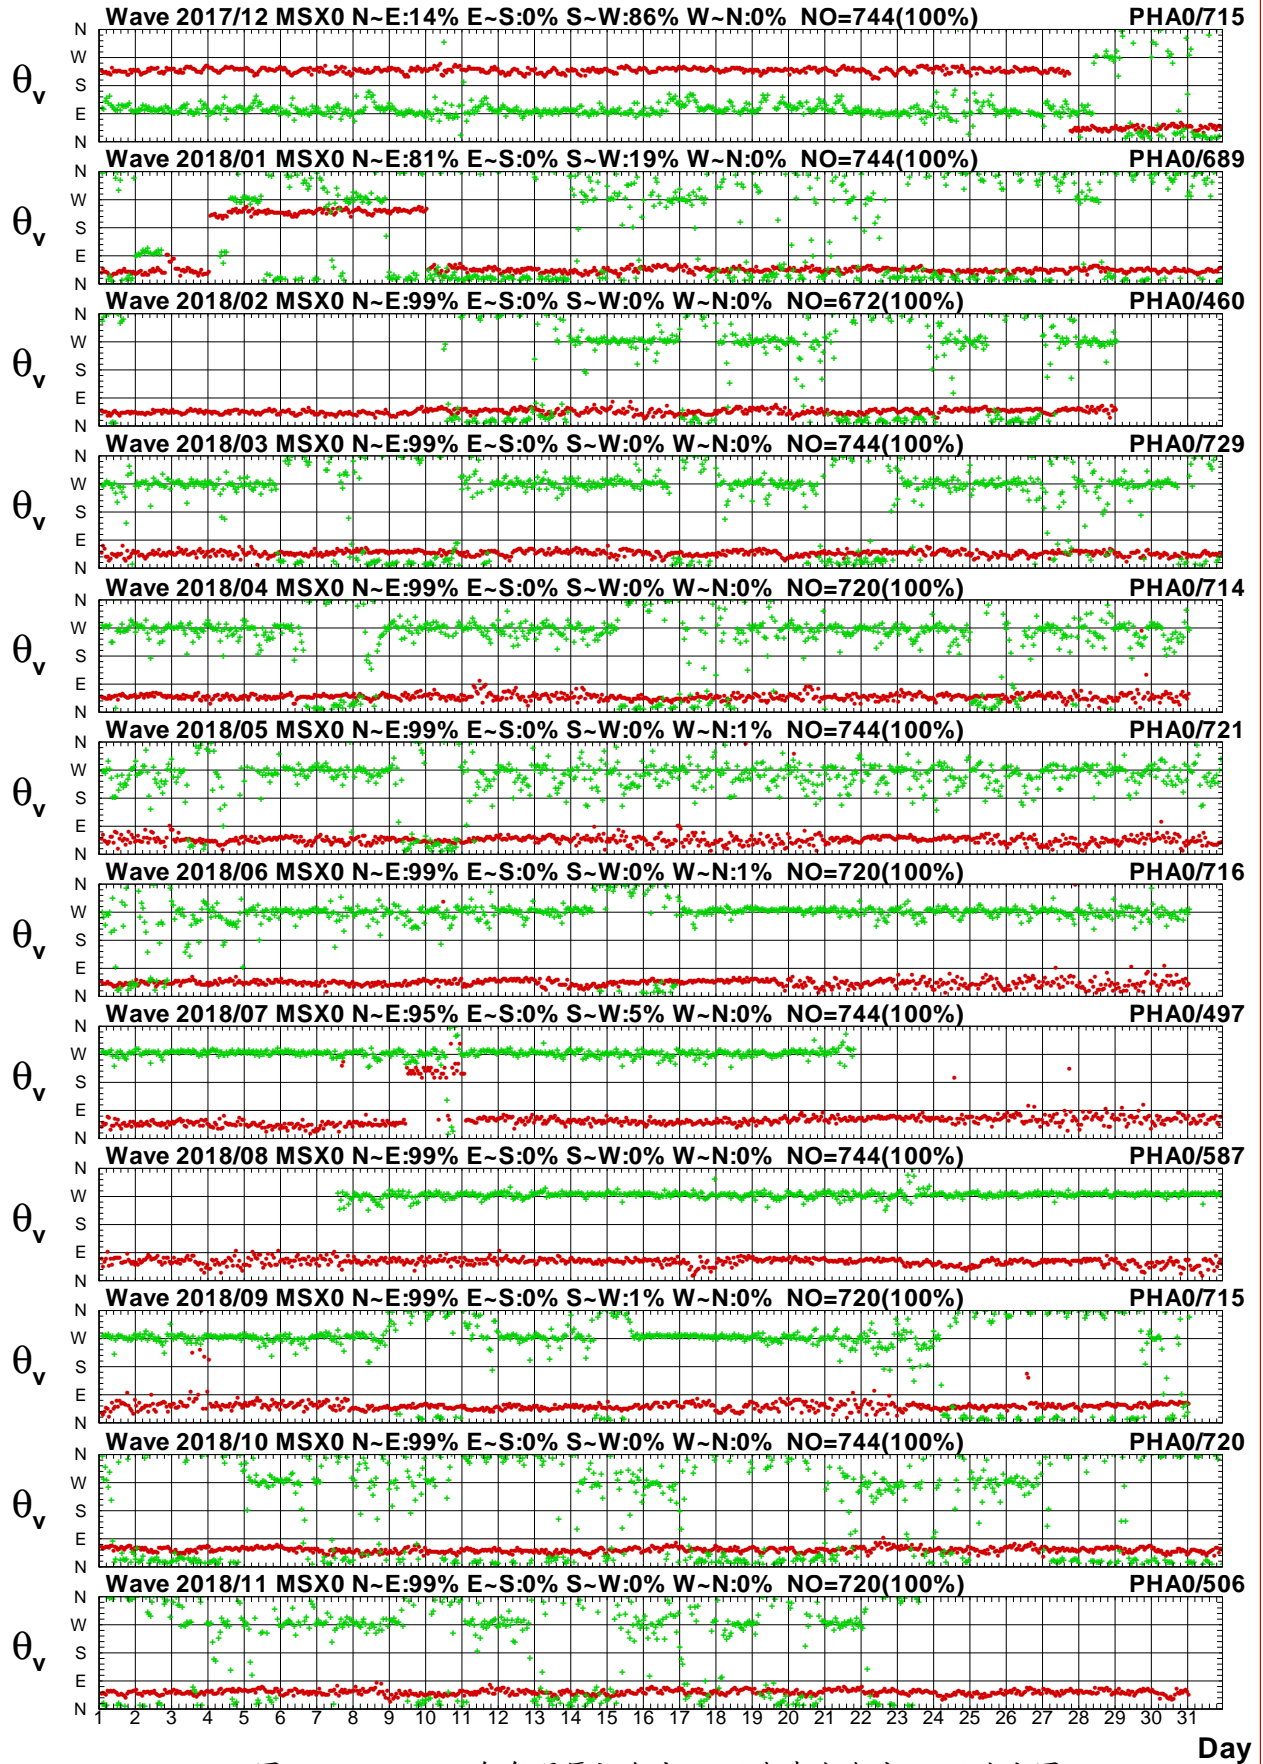 Wave 2017/12 MSX0 N~E:14% E~S:0% S~W:86% W~N:0% NO=744(100%) PHA0/715
N
W
θv
S
E
N
Wave 2018/01 MSX0 N~E:81% E~S:0% S~W:19% W~N:0% NO=744(100%) PHA0/689
N
W
θv
S
E
N
Wave 2018/02 MSX0 N~E:99% E~S:0% S~W:0% W~N:0% NO=672(100%) PHA0/460
N
W
θv
S
E
N
Wave 2018/03 MSX0 N~E:99% E~S:0% S~W:0% W~N:0% NO=744(100%) PHA0/729
N
W
θv
S
E
N
Wave 2018/04 MSX0 N~E:99% E~S:0% S~W:0% W~N:0% NO=720(100%) PHA0/714
N
W
θv
S
E
N
Wave 2018/05 MSX0 N~E:99% E~S:0% S~W:0% W~N:1% NO=744(100%) PHA0/721
N
W
θv
S
E
N
Wave 2018/06 MSX0 N~E:99% E~S:0% S~W:0% W~N:1% NO=720(100%) PHA0/716
N
W
θv
S
E
N
Wave 2018/07 MSX0 N~E:95% E~S:0% S~W:5% W~N:0% NO=744(100%) PHA0/497
N
W
θv
S
E
N
Wave 2018/08 MSX0 N~E:99% E~S:0% S~W:0% W~N:0% NO=744(100%) PHA0/587
N
W
θv
S
E
N
Wave 2018/09 MSX0 N~E:99% E~S:0% S~W:1% W~N:0% NO=720(100%) PHA0/715
N
W
θv
S
E
N
Wave 2018/10 MSX0 N~E:99% E~S:0% S~W:0% W~N:0% NO=744(100%) PHA0/720
N
W
θv
S
E
N
Wave 2018/11 MSX0 N~E:99% E~S:0% S~W:0% W~N:0% NO=720(100%) PHA0/506
N
W
θv
S
E
N
1 2 3 4 5 6 7 8 9 10 11 12 13 14 15 16 17 18 19 20 21 22 23 24 25 26 27 28 29 30 31
Day